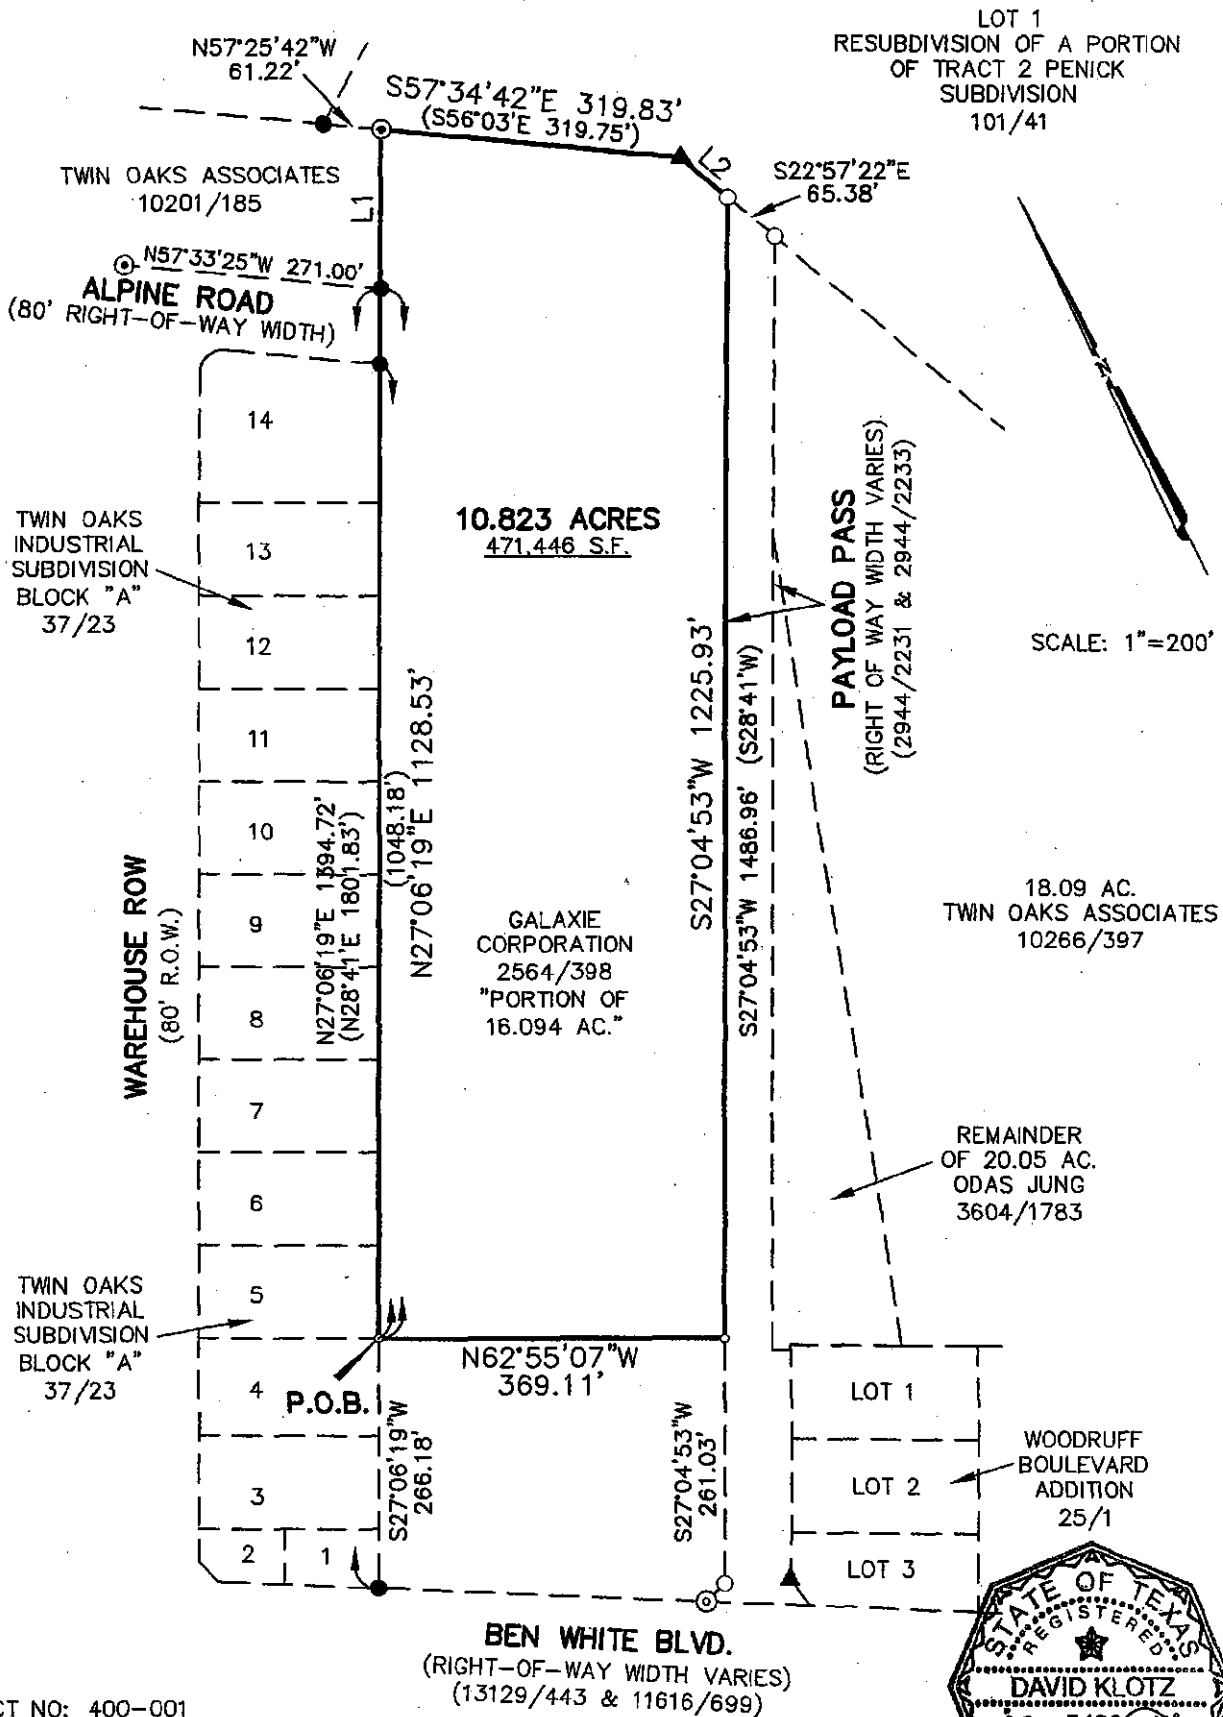 LOT 1
RESUBDIVISION OF A PORTION
OF TRACT 2 PENICK
SUBDIVISION
101/41
N57°25'42"W
61.22'
S57°34'42"E 319.83'
(S56°03'E 319.75')
L2
S22°57'22"E
65.38'
TWIN OAKS ASSOCIATES
10201/185
L1
N57°33'25"W 271.00'
ALPINE ROAD
(80' RIGHT-OF-WAY WIDTH)
N
14
13
12
11
10
9
8
7
6
5
4
3
2
1
TWIN OAKS
INDUSTRIAL
SUBDIVISION
BLOCK "A"
37/23
10.823 ACRES
471,446 S.F.
PAYLOAD PASS
(RIGHT OF WAY WIDTH VARIES)
(2944/2231 & 2944/2233)
SCALE: 1"=200'
WAREHOUSE ROW
(80' R.O.W.)
N27°06'19"E 1394.72'
(N28°41'E 1801.83')
(1048.18')
N27°06'19"E 1128.53'
S27°04'53"W 1225.93'
S27°04'53"W 1486.96' (S28°41'W)
GALAXIE
CORPORATION
2564/398
"PORTION OF
16.094 AC."
18.09 AC.
TWIN OAKS ASSOCIATES
10266/397
REMAINDER
OF 20.05 AC.
ODAS JUNG
3604/1783
TWIN OAKS
INDUSTRIAL
SUBDIVISION
BLOCK "A"
37/23
P.O.B.
N62°55'07"W
369.11'
S27°06'19"W
266.18'
S27°04'53"W
261.03'
LOT 1
LOT 2
LOT 3
WOODRUFF
BOULEVARD
ADDITION
25/1
BEN WHITE BLVD.
(RIGHT-OF-WAY WIDTH VARIES)
(13129/443 & 11616/699)
STATE OF TEXAS
REGISTERED
DAVID KLOTZ
CT NO: 400-001